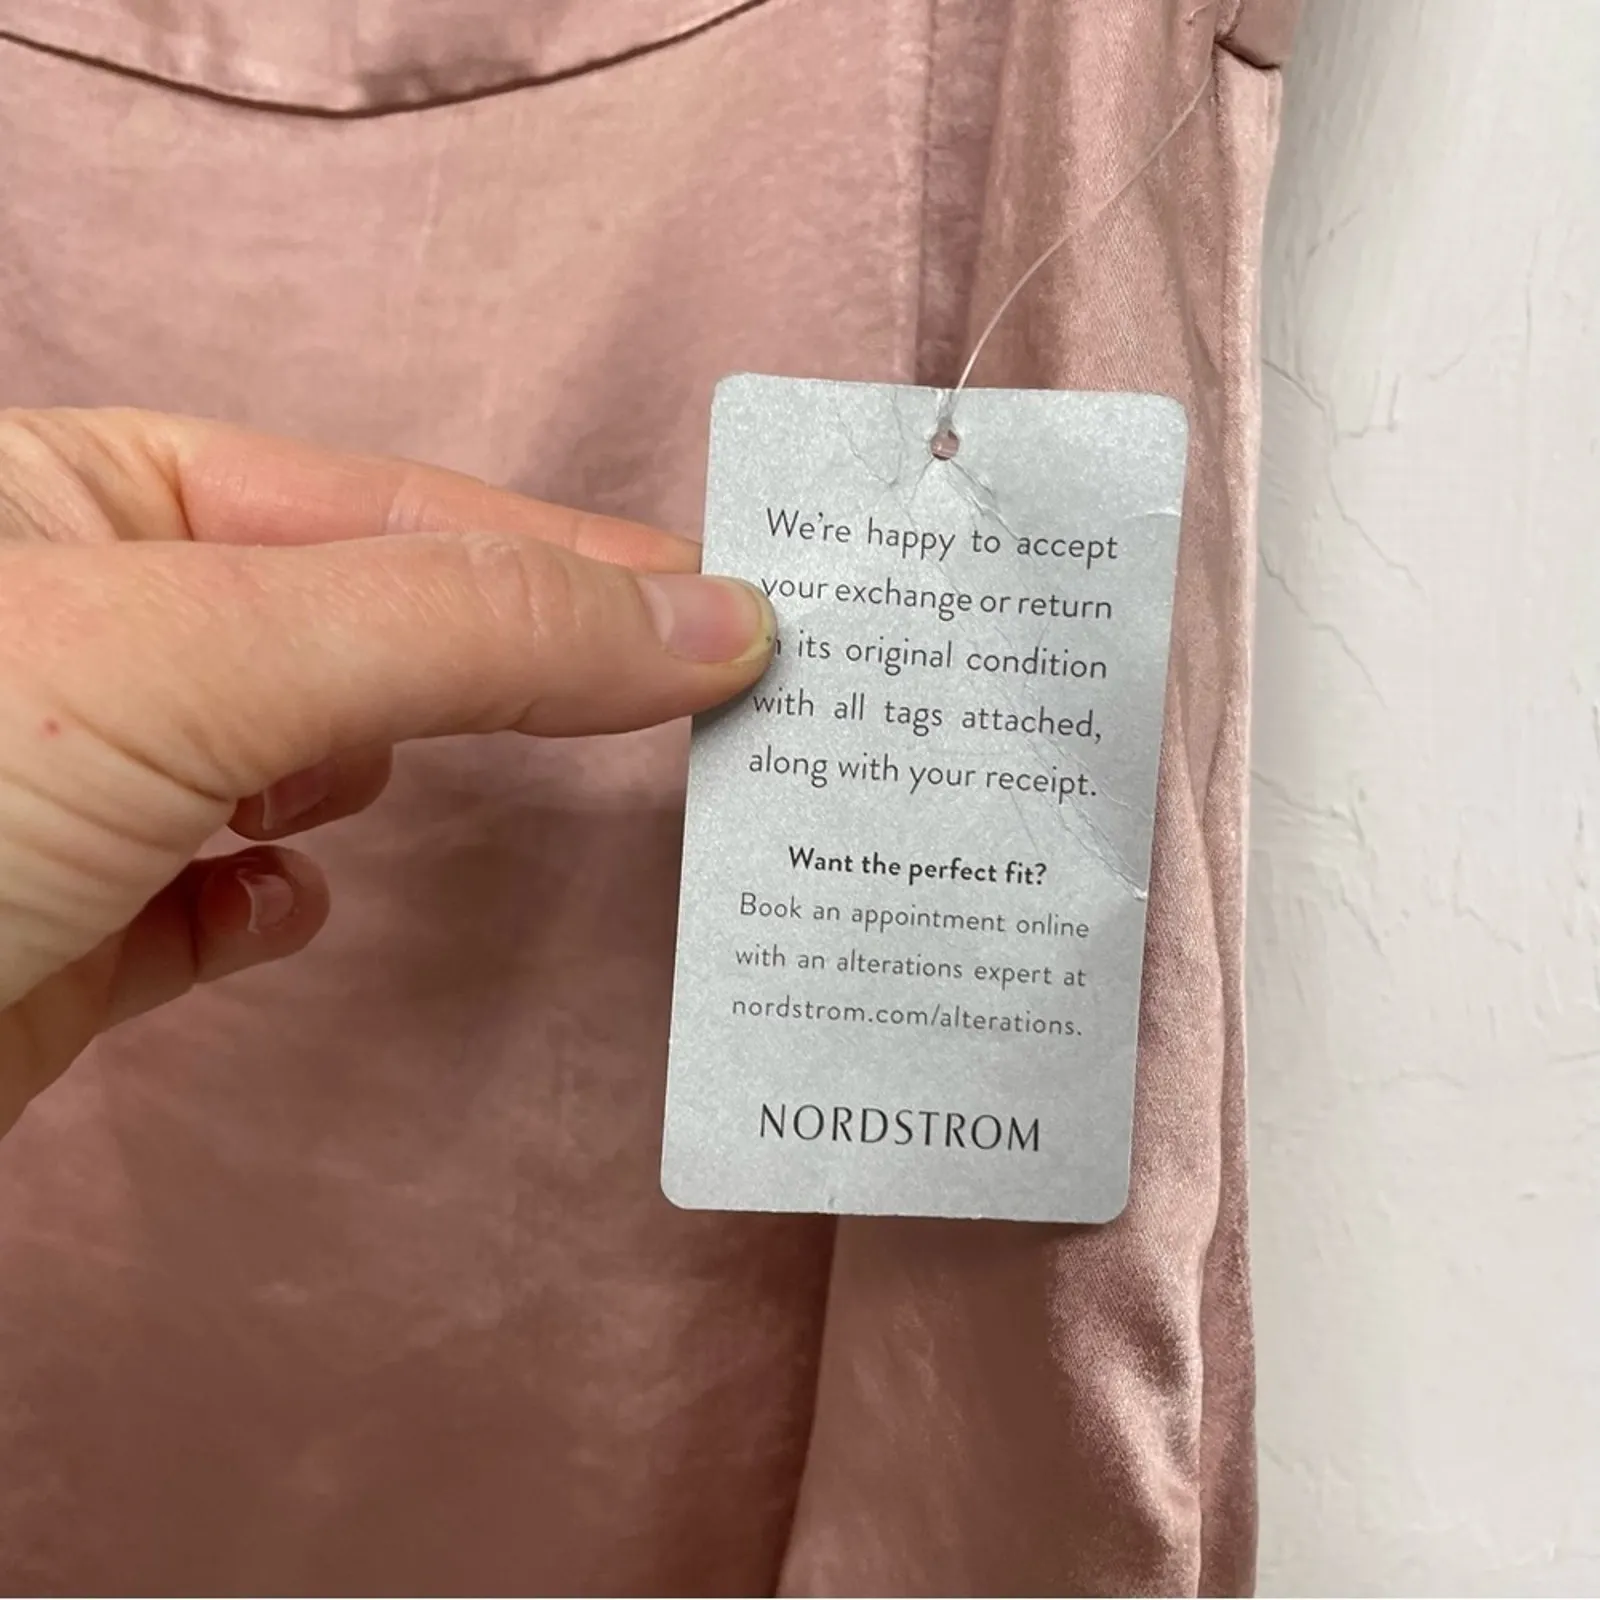 We're happy to accept
your exchange or return
its original condition
with all tags attached,
along with your receipt.
Want the perfect fit?
Book an appointment online
with an alterations expert at
nordstrom.com/alterations.
NORDSTROM